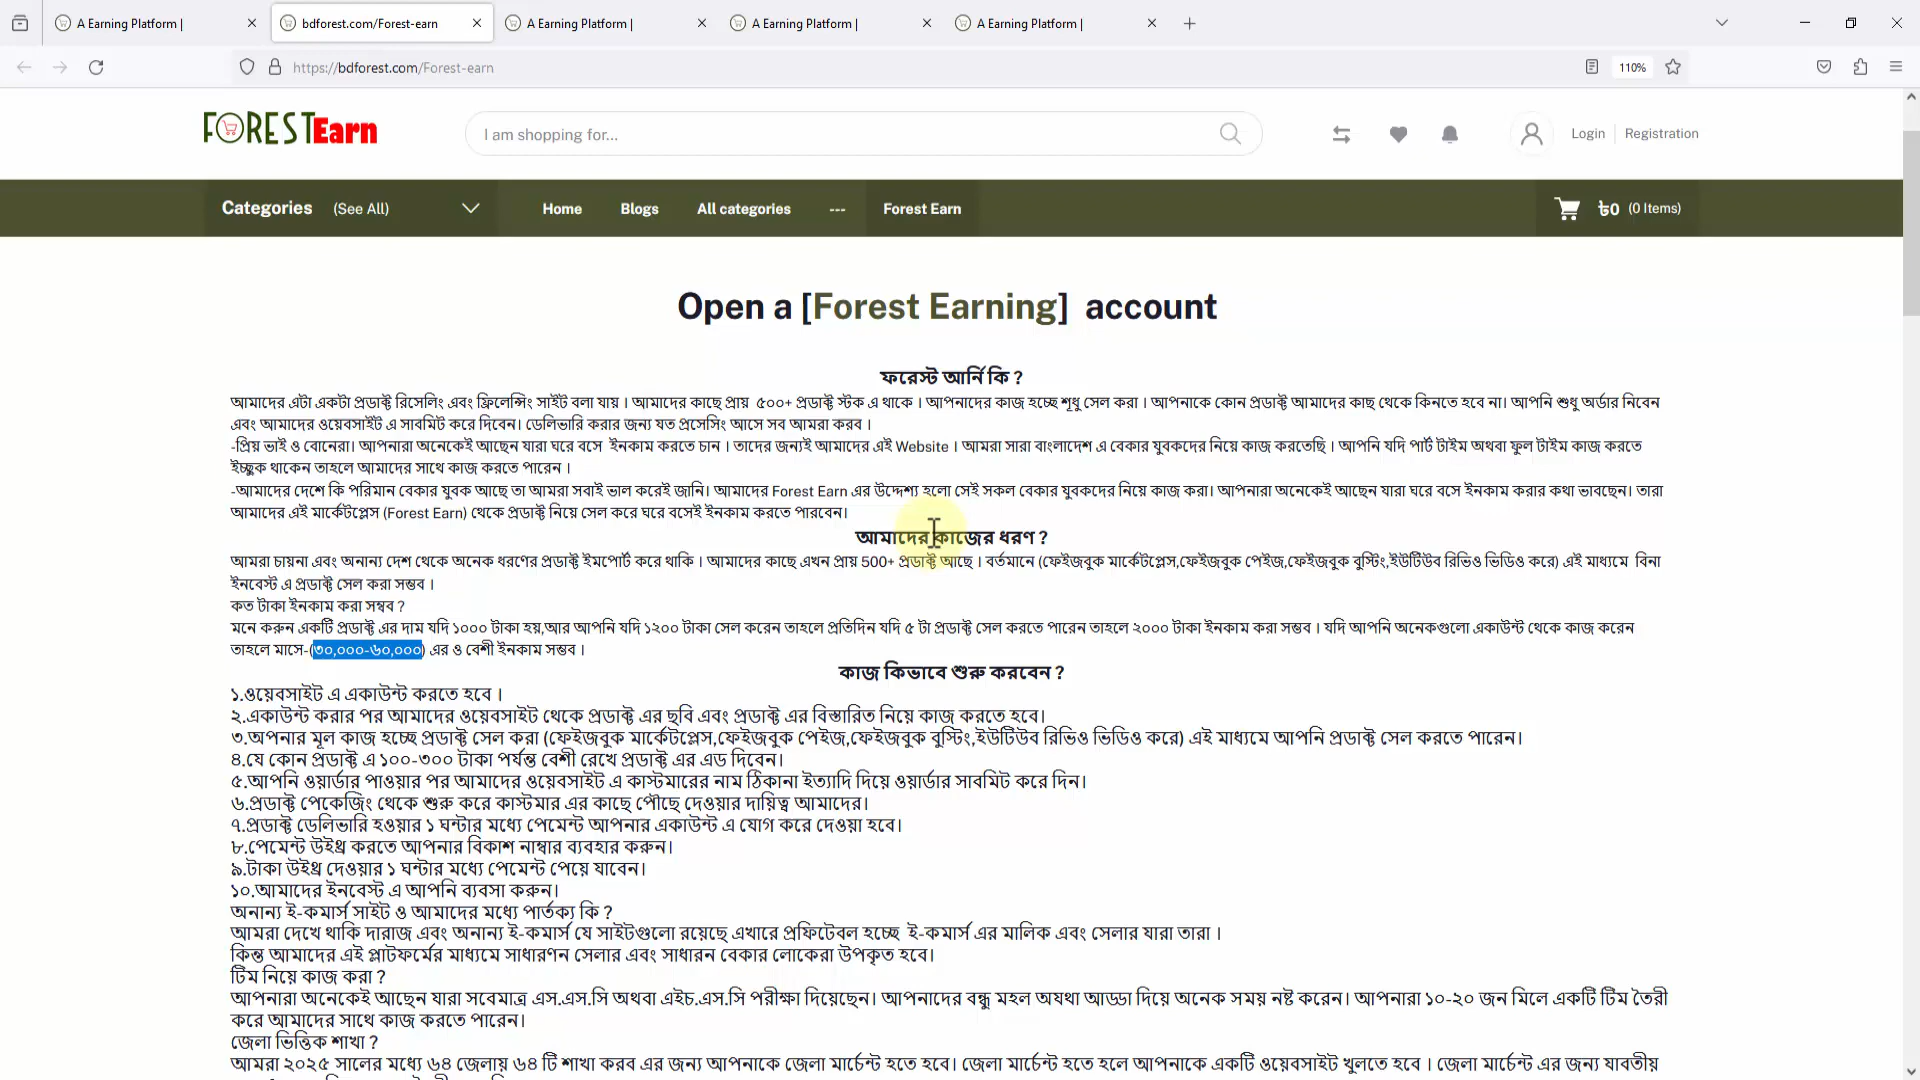 A Earning Platform |
bdforest.com/Forest-earn
A Earning Platform |
A Earning Platform |
A Earning Platform |
https://bdforest.com/Forest-earn
110%
FORESTEarn
I am shopping for...
Login
Registration
Categories (See All)
Home
Blogs
All categories
---
Forest Earn
৳0 (0 Items)
Open a [Forest Earning] account
ফরেস্ট আর্নি কি ?
আমাদের এটা একটা প্রডাক্ট রিসেলিং এবং ফ্রিলেন্সিং সাইট বলা যায় । আমাদের কাছে প্রায় ৫০০+ প্রডাক্ট স্টক এ থাকে । আপনাদের কাজ হচ্ছে শুধু সেল করা । আপনাকে কোন প্রডাক্ট আমাদের কাছ থেকে কিনতে হবে না। আপনি শুধু অর্ডার নিবেন
এবং আমাদের ওয়েবসাইট এ সাবমিট করে দিবেন। ডেলিভারি করার জন্য যত প্রসেসিং আসে সব আমরা করব ।
-প্রিয় ভাই ও বোনেরা। আপনারা অনেকেই আছেন যারা ঘরে বসে ইনকাম করতে চান । তাদের জন্যই আমাদের এই Website । আমরা সারা বাংলাদেশ এ বেকার যুবকদের নিয়ে কাজ করতেছি । আপনি যদি পার্ট টাইম অথবা ফুল টাইম কাজ করতে
ইচ্ছুক থাকেন তাহলে আমাদের সাথে কাজ করতে পারেন ।
-আমাদের দেশে কি পরিমান বেকার যুবক আছে তা আমরা সবাই ভাল করেই জানি। আমাদের Forest Earn এর উদ্দেশ্য হলো সেই সকল বেকার যুবকদের নিয়ে কাজ করা। আপনারা অনেকেই আছেন যারা ঘরে বসে ইনকাম করার কথা ভাবছেন। তারা
আমাদের এই মার্কেটপ্লেস (Forest Earn) থেকে প্রডাক্ট নিয়ে সেল করে ঘরে বসেই ইনকাম করতে পারবেন।
আমাদের কাজের ধরণ ?
আমরা চায়না এবং অনান্য দেশ থেকে অনেক ধরণের প্রডাক্ট ইমপোর্ট করে থাকি । আমাদের কাছে এখন প্রায় 500+ প্রডাক্ট আছে । বর্তমানে (ফেইজবুক মার্কেটপ্লেস,ফেইজবুক পেইজ,ফেইজবুক বুস্টিং,ইউটিউব রিভিও ভিডিও করে) এই মাধ্যমে বিনা
ইনবেস্ট এ প্রডাক্ট সেল করা সম্ভব ।
কত টাকা ইনকাম করা সম্বব ?
মনে করুন একটি প্রডাক্ট এর দাম যদি ১০০০ টাকা হয়,আর আপনি যদি ১২০০ টাকা সেল করেন তাহলে প্রতিদিন যদি ৫ টা প্রডাক্ট সেল করতে পারেন তাহলে ২০০০ টাকা ইনকাম করা সম্ভব । যদি আপনি অনেকগুলো একাউন্ট থেকে কাজ করেন
তাহলে মাসে-(৩০,০০০-৬০,০০০) এর ও বেশী ইনকাম সম্ভব ।
কাজ কিভাবে শুরু করবেন ?
১.ওয়েবসাইট এ একাউন্ট করতে হবে ।
২.একাউন্ট করার পর আমাদের ওয়েবসাইট থেকে প্রডাক্ট এর ছবি এবং প্রডাক্ট এর বিস্তারিত নিয়ে কাজ করতে হবে।
৩.অপনার মূল কাজ হচ্ছে প্রডাক্ট সেল করা (ফেইজবুক মার্কেটপ্লেস,ফেইজবুক পেইজ,ফেইজবুক বুস্টিং,ইউটিউব রিভিও ভিডিও করে) এই মাধ্যমে আপনি প্রডাক্ট সেল করতে পারেন।
৪.যে কোন প্রডাক্ট এ ১০০-৩০০ টাকা পর্যন্ত বেশী রেখে প্রডাক্ট এর এড দিবেন।
৫.আপনি ওয়ার্ডার পাওয়ার পর আমাদের ওয়েবসাইট এ কাস্টমারের নাম ঠিকানা ইত্যাদি দিয়ে ওয়ার্ডার সাবমিট করে দিন।
৬.প্রডাক্ট পেকেজিং থেকে শুরু করে কাস্টমার এর কাছে পৌছে দেওয়ার দায়িত্ব আমাদের।
৭.প্রডাক্ট ডেলিভারি হওয়ার ১ ঘন্টার মধ্যে পেমেন্ট আপনার একাউন্ট এ যোগ করে দেওয়া হবে।
৮.পেমেন্ট উইথ্র করতে আপনার বিকাশ নাম্বার ব্যবহার করুন।
৯.টাকা উইথ্র দেওয়ার ১ ঘন্টার মধ্যে পেমেন্ট পেয়ে যাবেন।
১০.আমাদের ইনবেস্ট এ আপনি ব্যবসা করুন।
অনান্য ই-কমার্স সাইট ও আমাদের মধ্যে পার্তক্য কি ?
আমরা দেখে থাকি দারাজ এবং অনান্য ই-কমার্স যে সাইটগুলো রয়েছে এখারে প্রফিটেবল হচ্ছে ই-কমার্স এর মালিক এবং সেলার যারা তারা ।
কিন্ত আমাদের এই প্লাটফর্মের মাধ্যমে সাধারণন সেলার এবং সাধারন বেকার লোকেরা উপকৃত হবে।
টিম নিয়ে কাজ করা ?
আপনারা অনেকেই আছেন যারা সবেমাত্র এস.এস.সি অথবা এইচ.এস.সি পরীক্ষা দিয়েছেন। আপনাদের বন্ধু মহল অযথা আড্ডা দিয়ে অনেক সময় নষ্ট করেন। আপনারা ১০-২০ জন মিলে একটি টিম তৈরী
করে আমাদের সাথে কাজ করতে পারেন।
জেলা ভিত্তিক শাখা ?
আমরা ২০২৫ সালের মধ্যে ৬৪ জেলায় ৬৪ টি শাখা করব এর জন্য আপনাকে জেলা মার্চেন্ট হতে হবে। জেলা মার্চেন্ট হতে হলে আপনাকে একটি ওয়েবসাইট খুলতে হবে । জেলা মার্চেন্ট এর জন্য যাবতীয়